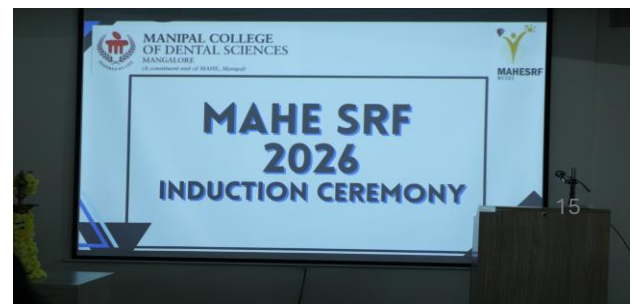 MANIPAL COLLEGE
OF DENTAL SCIENCES
MANGALORE
(A constituent unit of MAHE, Manipal)
MAHESRF
MAHE SRF
2026
INDUCTION CEREMONY
15